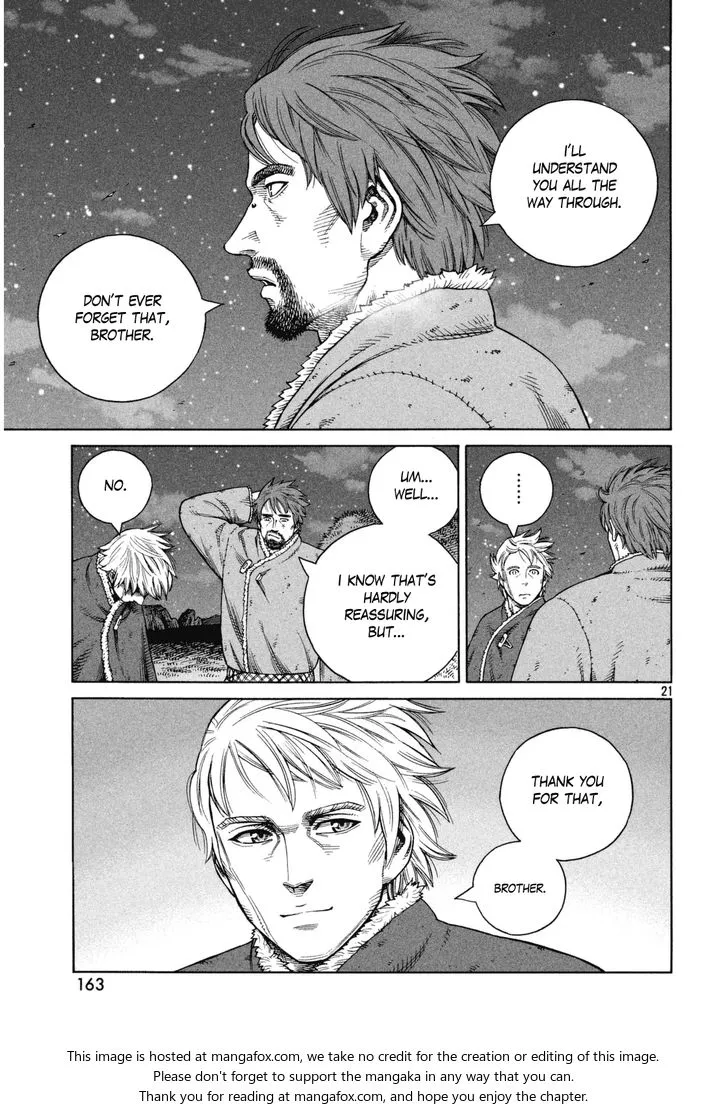 I'LL
UNDERSTAND
YOU ALL THE
WAY THROUGH.
DON'T EVER
FORGET THAT,
BROTHER.
......
UM...
WELL...
I KNOW THAT'S
HARDLY
REASSURING,
BUT...
NO.
21
THANK YOU
FOR THAT,
BROTHER.
163
This image is hosted at mangafox.com, we take no credit for the creation or editing of this image.
Please don't forget to support the mangaka in any way that you can.
Thank you for reading at mangafox.com, and hope you enjoy the chapter.